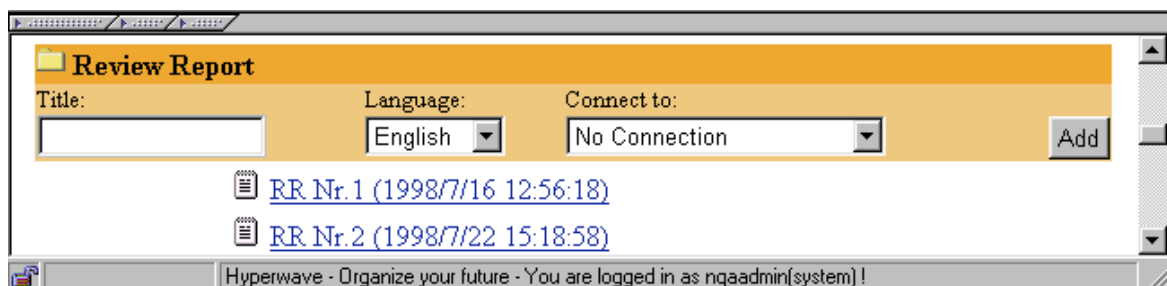 Review Report
Title: Language: Connect to:
English No Connection Add
RR Nr.1 (1998/7/16 12:56:18)
RR Nr.2 (1998/7/22 15:18:58)
Hyperwave - Organize your future - You are logged in as ngaadmin(system) !